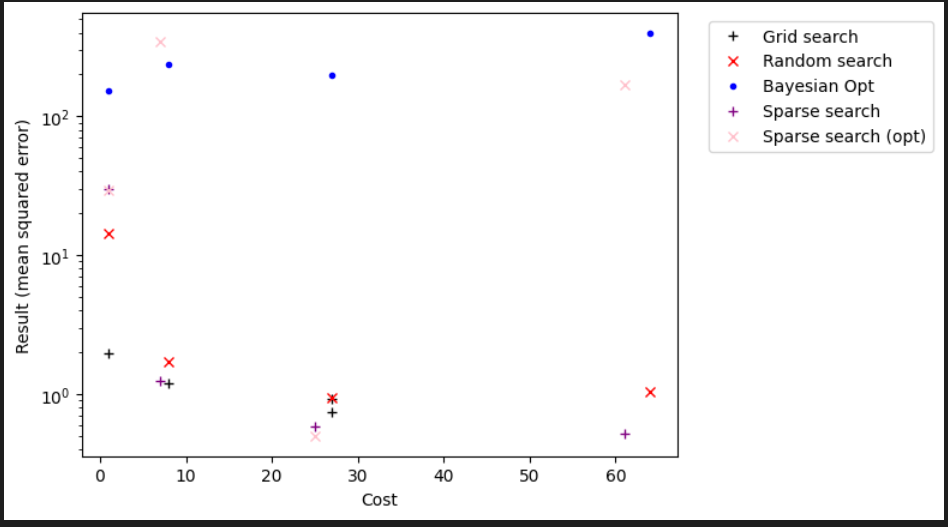 Result (mean squared error)
10²
10¹
10⁰
0 10 20 30 40 50 60
Cost
Grid search
Random search
Bayesian Opt
Sparse search
Sparse search (opt)